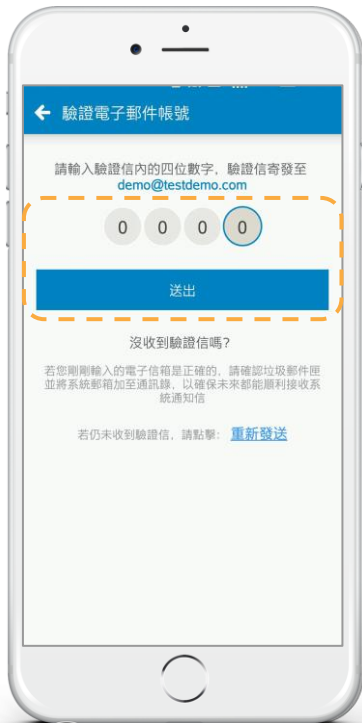 驗證電子郵件帳號
請輸入驗證信內的四位數字，驗證信寄發至
demo@testdemo.com
0 0 0 0
送出
沒收到驗證信嗎?
若您剛剛輸入的電子信箱是正確的，請確認垃圾郵件匣
並將系統郵箱加至通訊錄，以確保未來都能順利接收系
統通知信
若仍未收到驗證信，請點擊: 重新發送